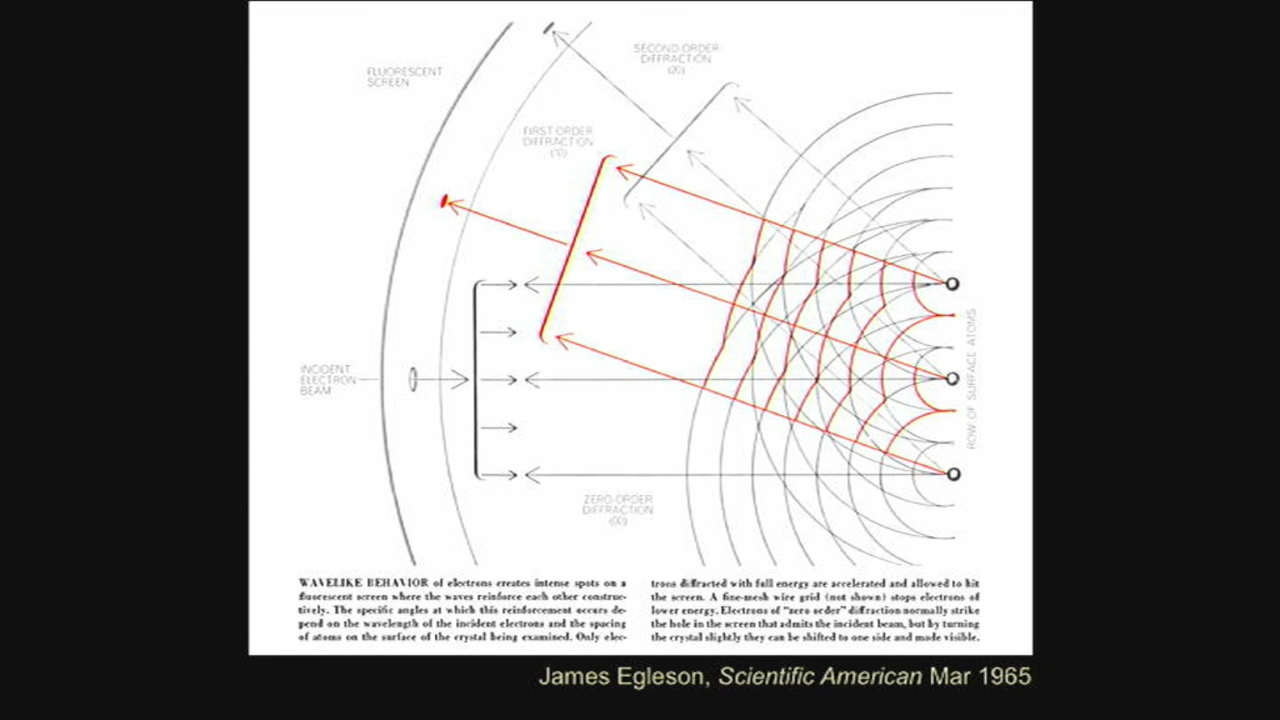 SECOND-ORDER
DIFFRACTION
(20)
FLUORESCENT
SCREEN
FIRST-ORDER
DIFFRACTION
(10)
INCIDENT
ELECTRON
BEAM
ROW OF SURFACE ATOMS
ZERO-ORDER
DIFFRACTION
(00)
WAVELIKE BEHAVIOR of electrons creates intense spots on a
fluorescent screen where the waves reinforce each other construc-
tively. The specific angles at which this reinforcement occurs de-
pend on the wavelength of the incident electrons and the spacing
of atoms on the surface of the crystal being examined. Only elec-
trons diffracted with full energy are accelerated and allowed to hit
the screen. A fine-mesh wire grid (not shown) stops electrons of
lower energy. Electrons of "zero order" diffraction normally strike
the hole in the screen that admits the incident beam, but by turning
the crystal slightly they can be shifted to one side and made visible.
James Egleson, Scientific American Mar 1965